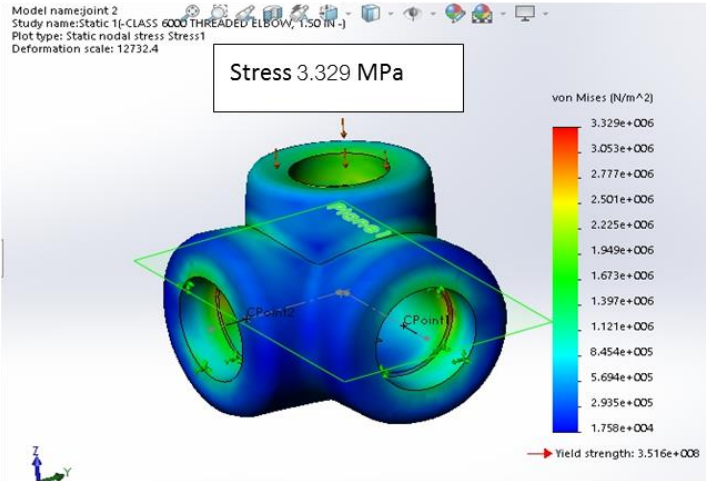 Model name:joint 2
Study name:Static 1(-CLASS 6000 THREADED ELBOW, 1.50 IN -)
Plot type: Static nodal stress Stress1
Deformation scale: 12732.4
Stress 3.329 MPa
von Mises (N/m^2)
3.329e+006
3.053e+006
2.777e+006
2.501e+006
2.225e+006
1.949e+006
1.673e+006
1.397e+006
1.121e+006
8.454e+005
5.694e+005
2.935e+005
1.758e+004
Yield strength: 3.516e+008
Plane1
CPoint2
CPoint1
Z
Y